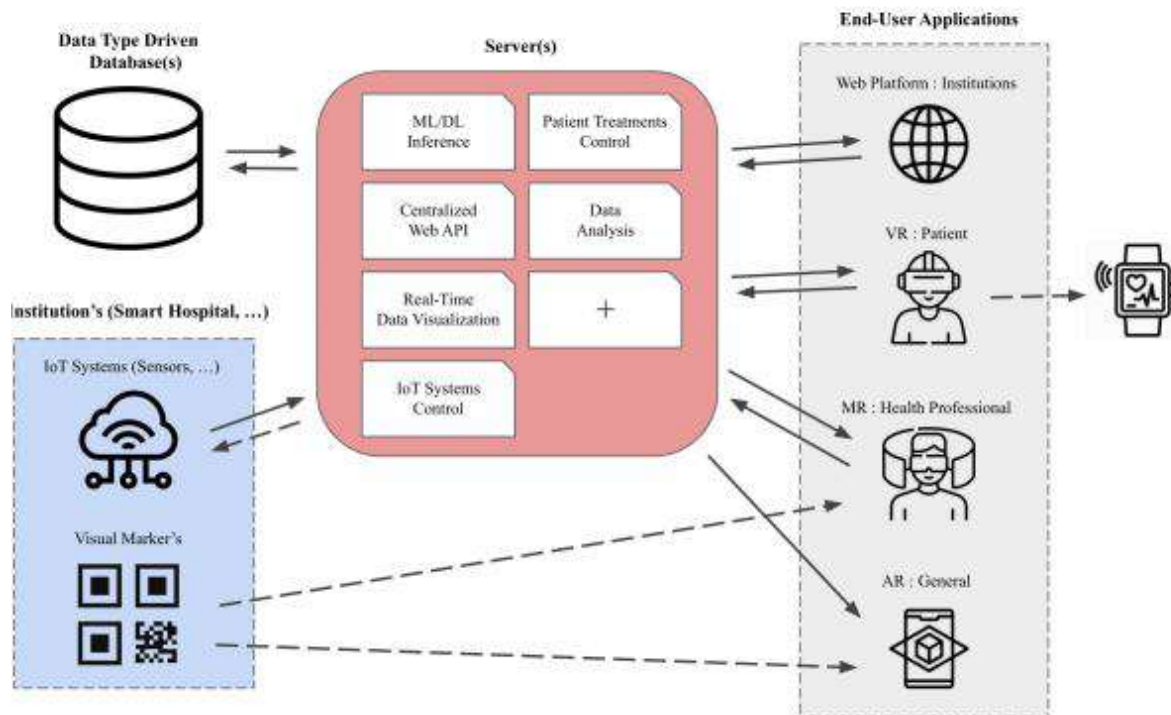 Data Type Driven
Database(s)
Server(s)
End-User Applications
ML/DL
Inference
Patient Treatments
Control
Centralized
Web API
Data
Analysis
Real-Time
Data Visualization
+
IoT Systems
Control
Web Platform : Institutions
VR : Patient
MR : Health Professional
AR : General
Institution's (Smart Hospital, …)
IoT Systems (Sensors, …)
Visual Marker's